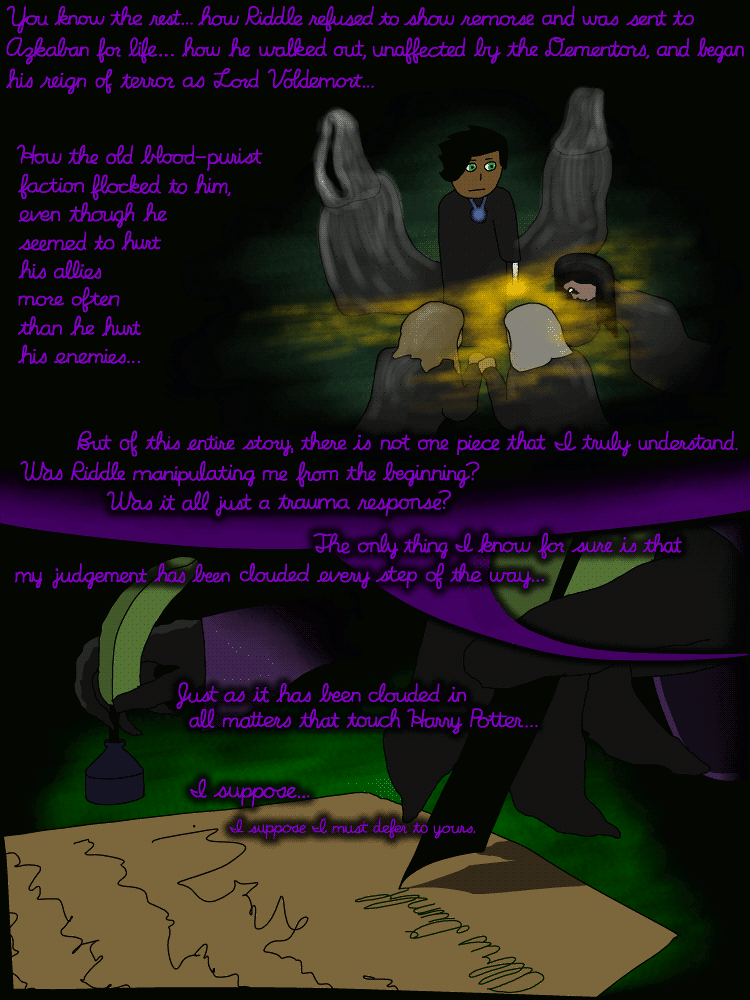 You know the rest... how Riddle refused to show remorse and was sent to
Azkaban for life... how he walked out, unaffected by the Dementors, and began
his reign of terror as Lord Voldemort...
How the old blood-purist
faction flocked to him,
even though he
seemed to hurt
his allies
more often
than he hurt
his enemies...
But of this entire story, there is not one piece that I truly understand.
Was Riddle manipulating me from the beginning?
Was it all just a trauma response?
The only thing I know for sure is that
my judgement has been clouded every step of the way...
Just as it has been clouded in
all matters that touch Harry Potter...
I suppose...
I suppose I must defer to yours.